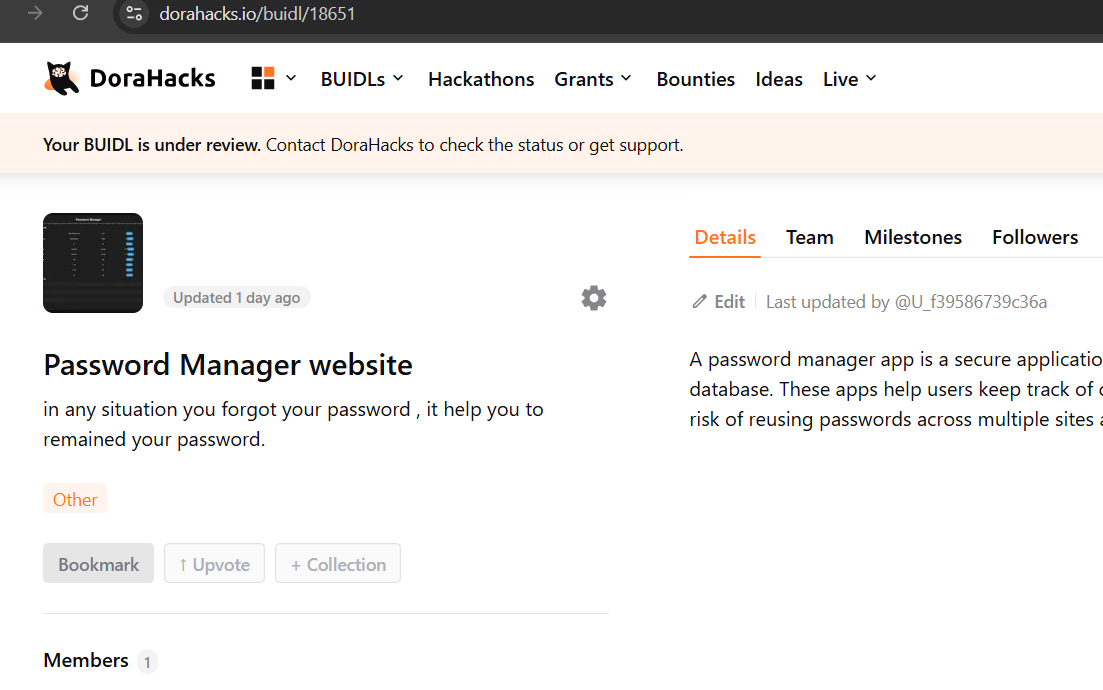 dorahacks.io/buidl/18651
DoraHacks BUIDLs Hackathons Grants Bounties Ideas Live
Your BUIDL is under review. Contact DoraHacks to check the status or get support.
Password Manager
Updated 1 day ago
Password Manager website
in any situation you forgot your password , it help you to
remained your password.
Other
Bookmark ↑ Upvote + Collection
Members 1
Details Team Milestones Followers
Edit Last updated by @U_f39586739c36a
A password manager app is a secure applicatio
database. These apps help users keep track of
risk of reusing passwords across multiple sites